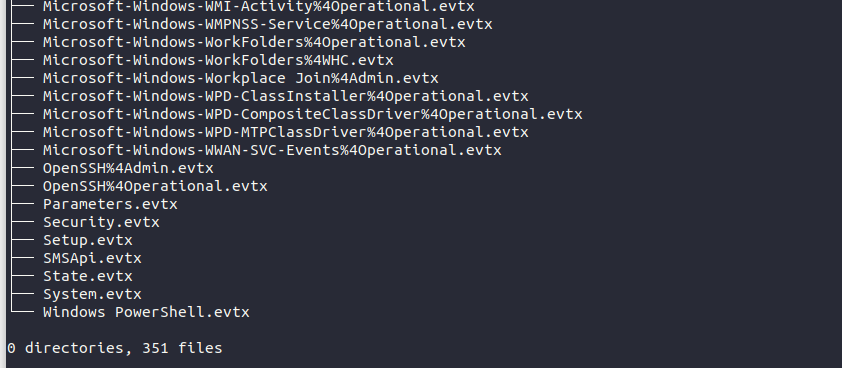 ├── Microsoft-Windows-WMI-Activity%4Operational.evtx
├── Microsoft-Windows-WMPNSS-Service%4Operational.evtx
├── Microsoft-Windows-WorkFolders%4Operational.evtx
├── Microsoft-Windows-WorkFolders%4WHC.evtx
├── Microsoft-Windows-Workplace Join%4Admin.evtx
├── Microsoft-Windows-WPD-ClassInstaller%4Operational.evtx
├── Microsoft-Windows-WPD-CompositeClassDriver%4Operational.evtx
├── Microsoft-Windows-WPD-MTPClassDriver%4Operational.evtx
├── Microsoft-Windows-WWAN-SVC-Events%4Operational.evtx
├── OpenSSH%4Admin.evtx
├── OpenSSH%4Operational.evtx
├── Parameters.evtx
├── Security.evtx
├── Setup.evtx
├── SMSApi.evtx
├── State.evtx
├── System.evtx
└── Windows PowerShell.evtx
0 directories, 351 files